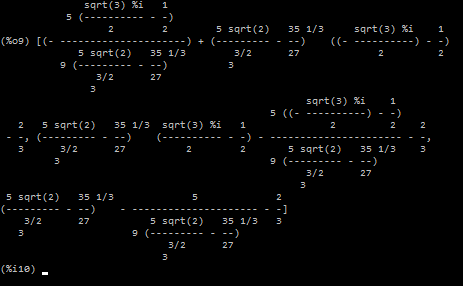 sqrt(3) %i   1
           5 (---------- - -)
                  2        2           5 sqrt(2)   35 1/3    sqrt(3) %i    1
(%o9) [(- ---------------------) + (--------- - --)    ((- ----------) - -)
             5 sqrt(2)   35 1/3         3/2       27            2         2
          9 (--------- - --)           3
                3/2      27
               3
                                                       sqrt(3) %i    1
                                                 5 ((- ----------) - -)
  2    5 sqrt(2)   35 1/3  sqrt(3) %i   1                  2         2    2
- -, (--------- - --)    (---------- - -) - ----------------------- - -,
  3       3/2      27          2        2        5 sqrt(2)   35 1/3     3
         3                                    9 (--------- - --)
                                                    3/2      27
                                                   3
 5 sqrt(2)   35 1/3             5              2
(--------- - --)    - --------------------- - -]
    3/2      27          5 sqrt(2)   35 1/3    3
   3                  9 (--------- - --)
                            3/2      27
                           3
(%i10)